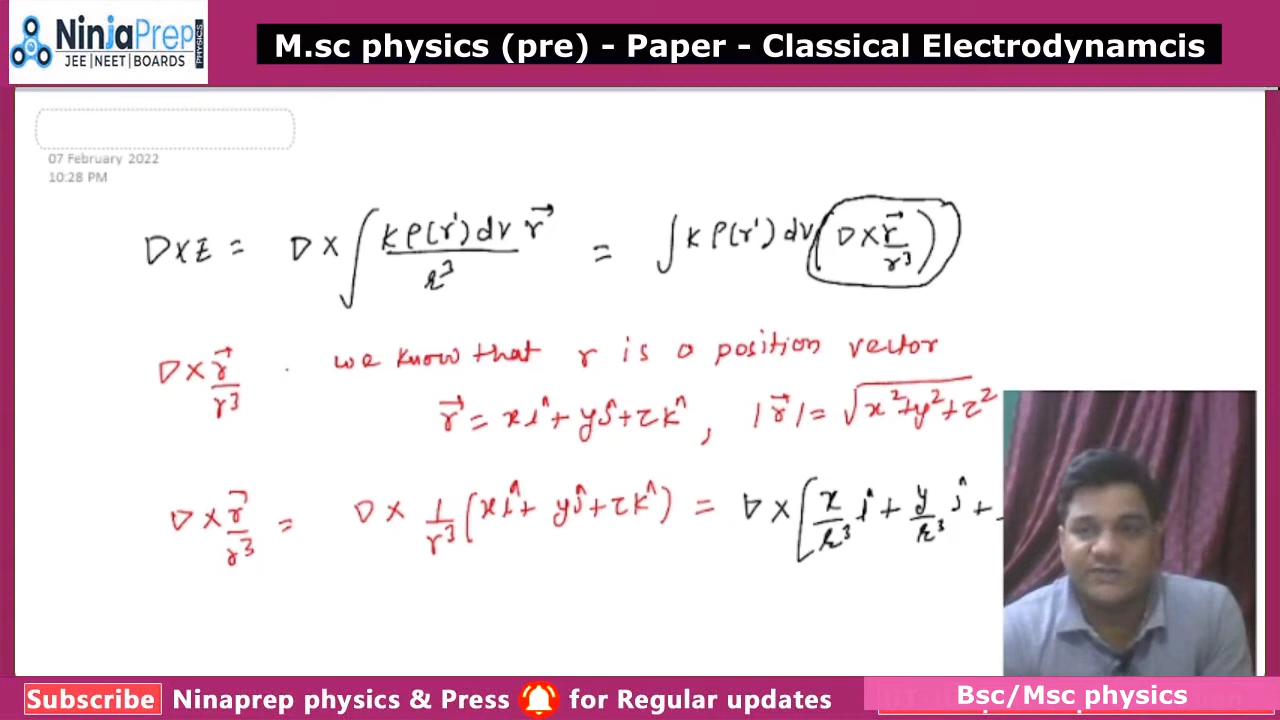 NinjaPrep
JEE | NEET | BOARDS
PHYSICS
M.sc physics (pre) - Paper - Classical Electrodynamcis
07 February 2022
10:28 PM
∇×E = ∇×∫ kρ(r')dv r⃗ / r³ = ∫kρ(r')dv (∇× r⃗/r³)
∇× r⃗/r³ . we know that r is a position vector
r⃗ = xî + yĵ + zk̂ , |r⃗| = √x²+y²+z²
∇× r⃗/r³ = ∇× 1/r³ (xî + yĵ + zk̂) = ∇×[x/r³ î + y/r³ ĵ +
Subscribe Ninaprep physics & Press for Regular updates
Bsc/Msc physics